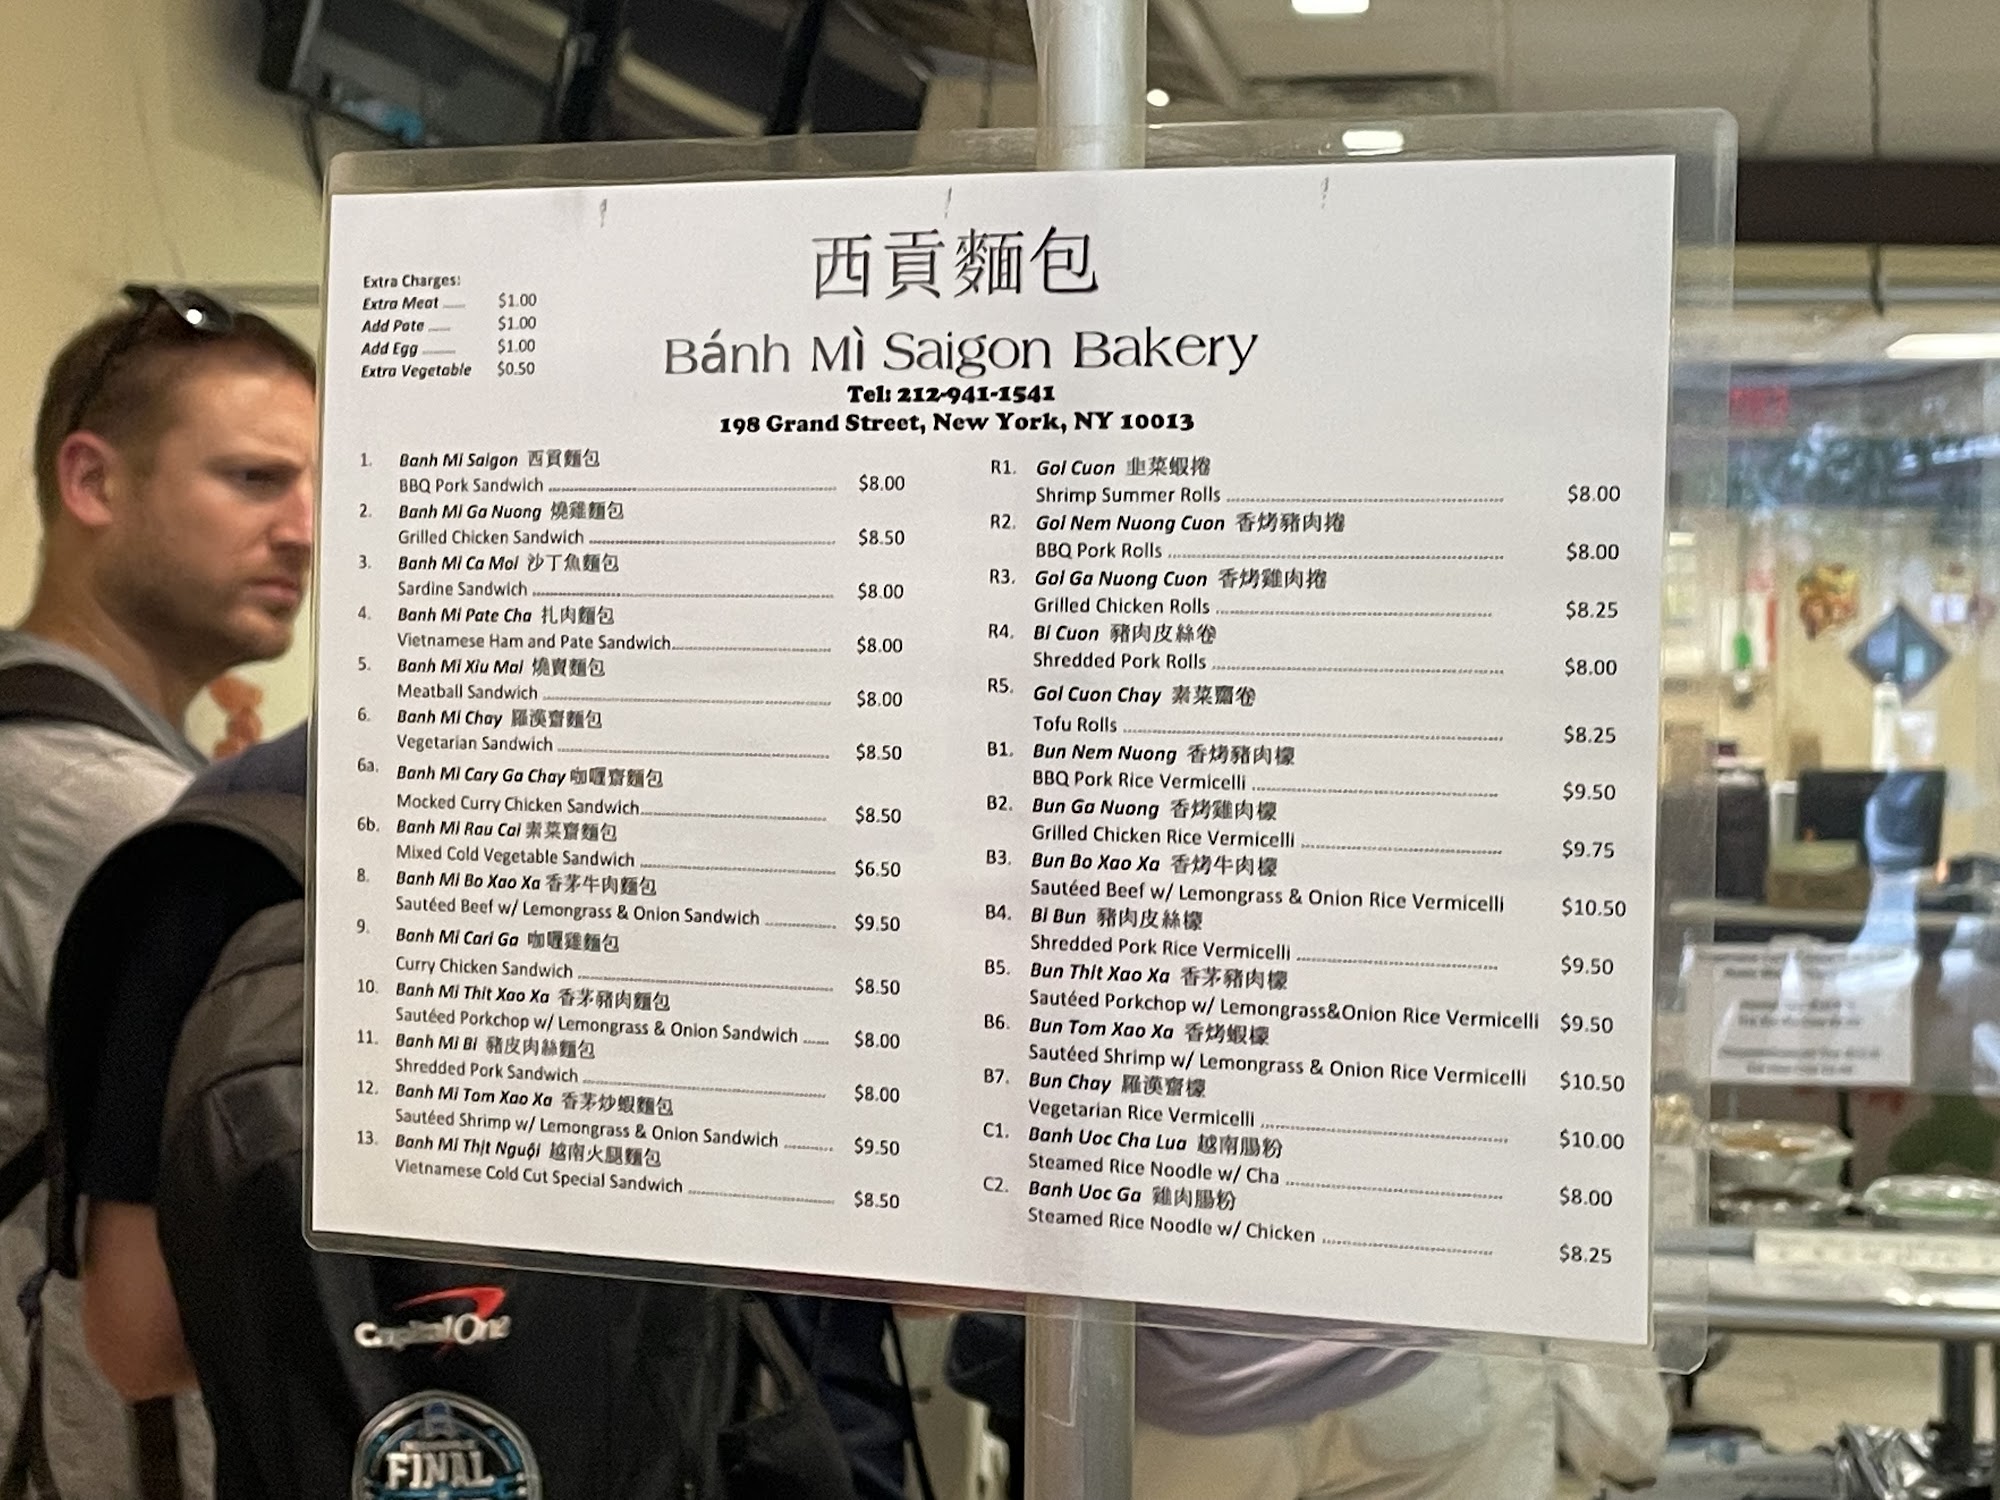 西貢麵包
Bánh Mì Saigon Bakery
Tel: 212-941-1541
198 Grand Street, New York, NY 10013
Extra Charges:
Extra Meat ...... $1.00
Add Pate ...... $1.00
Add Egg ...... $1.00
Extra Vegetable $0.50
1. Banh Mi Saigon 西貢麵包
BBQ Pork Sandwich ...... $8.00
2. Banh Mi Ga Nuong 燒雞麵包
Grilled Chicken Sandwich ...... $8.50
3. Banh Mi Ca Moi 沙丁魚麵包
Sardine Sandwich ...... $8.00
4. Banh Mi Pate Cha 扎肉麵包
Vietnamese Ham and Pate Sandwich...... $8.00
5. Banh Mi Xiu Mai 燒賣麵包
Meatball Sandwich ...... $8.00
6. Banh Mi Chay 羅漢齋麵包
Vegetarian Sandwich ...... $8.50
6a. Banh Mi Cary Ga Chay 咖喱齋麵包
Mocked Curry Chicken Sandwich...... $8.50
6b. Banh Mi Rau Cai 素菜齋麵包
Mixed Cold Vegetable Sandwich ...... $6.50
8. Banh Mi Bo Xao Xa 香茅牛肉麵包
Sautéed Beef w/ Lemongrass & Onion Sandwich ...... $9.50
9. Banh Mi Cari Ga 咖喱雞麵包
Curry Chicken Sandwich ...... $8.50
10. Banh Mi Thit Xao Xa 香茅豬肉麵包
Sautéed Porkchop w/ Lemongrass & Onion Sandwich ...... $8.00
11. Banh Mi Bi 豬皮肉絲麵包
Shredded Pork Sandwich ...... $8.00
12. Banh Mi Tom Xao Xa 香茅炒蝦麵包
Sautéed Shrimp w/ Lemongrass & Onion Sandwich ...... $9.50
13. Banh Mi Thịt Nguội 越南火腿麵包
Vietnamese Cold Cut Special Sandwich ...... $8.50
R1. Goi Cuon 韭菜蝦捲
Shrimp Summer Rolls ...... $8.00
R2. Goi Nem Nuong Cuon 香烤豬肉捲
BBQ Pork Rolls ...... $8.00
R3. Goi Ga Nuong Cuon 香烤雞肉捲
Grilled Chicken Rolls ...... $8.25
R4. Bi Cuon 豬肉皮絲卷
Shredded Pork Rolls ...... $8.00
R5. Goi Cuon Chay 素菜齋卷
Tofu Rolls ...... $8.25
B1. Bun Nem Nuong 香烤豬肉檬
BBQ Pork Rice Vermicelli ...... $9.50
B2. Bun Ga Nuong 香烤雞肉檬
Grilled Chicken Rice Vermicelli ...... $9.75
B3. Bun Bo Xao Xa 香烤牛肉檬
Sautéed Beef w/ Lemongrass & Onion Rice Vermicelli $10.50
B4. Bi Bun 豬肉皮絲檬
Shredded Pork Rice Vermicelli ...... $9.50
B5. Bun Thit Xao Xa 香茅豬肉檬
Sautéed Porkchop w/ Lemongrass&Onion Rice Vermicelli $9.50
B6. Bun Tom Xao Xa 香烤蝦檬
Sautéed Shrimp w/ Lemongrass & Onion Rice Vermicelli $10.50
B7. Bun Chay 羅漢齋檬
Vegetarian Rice Vermicelli ...... $10.00
C1. Banh Uoc Cha Lua 越南腸粉
Steamed Rice Noodle w/ Cha ...... $8.00
C2. Banh Uoc Ga 雞肉腸粉
Steamed Rice Noodle w/ Chicken ...... $8.25
Capital One
FINAL